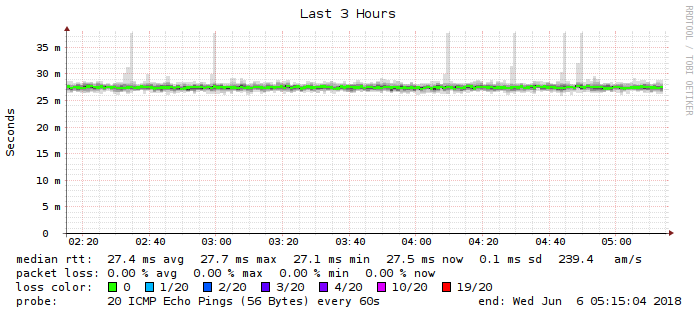 Last 3 Hours
RRDTOOL / TOBI OETIKER
Seconds
35 m
30 m
25 m
20 m
15 m
10 m
5 m
0
02:20 02:40 03:00 03:20 03:40 04:00 04:20 04:40 05:00
median rtt: 27.4 ms avg 27.7 ms max 27.1 ms min 27.5 ms now 0.1 ms sd 239.4 am/s
packet loss: 0.00 % avg 0.00 % max 0.00 % min 0.00 % now
loss color: 0 1/20 2/20 3/20 4/20 10/20 19/20
probe: 20 ICMP Echo Pings (56 Bytes) every 60s end: Wed Jun 6 05:15:04 2018